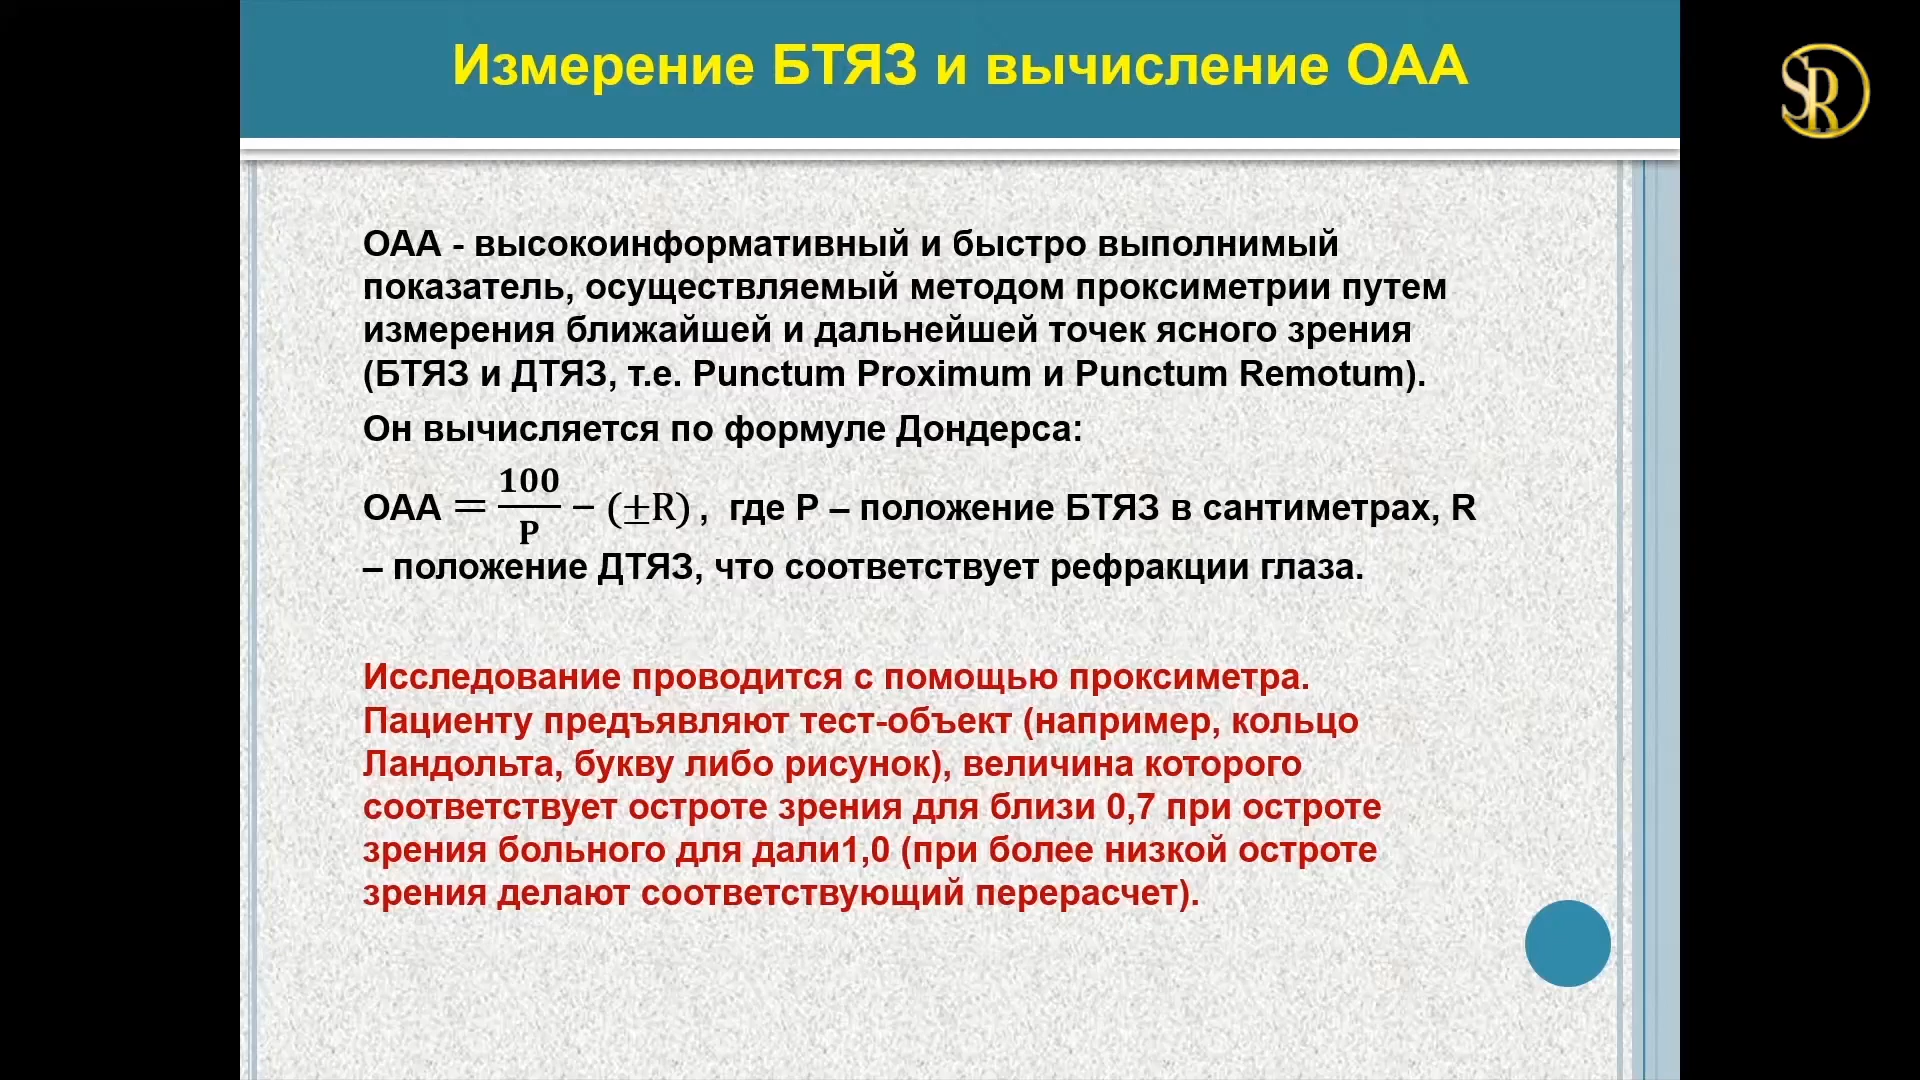 Измерение БТЯЗ и вычисление ОАА
SR
ОАА - высокоинформативный и быстро выполнимый
показатель, осуществляемый методом проксиметрии путем
измерения ближайшей и дальнейшей точек ясного зрения
(БТЯЗ и ДТЯЗ, т.е. Punctum Proximum и Punctum Remotum).
Он вычисляется по формуле Дондерса:
ОАА = 100/P − (±R) , где P – положение БТЯЗ в сантиметрах, R
– положение ДТЯЗ, что соответствует рефракции глаза.
Исследование проводится с помощью проксиметра.
Пациенту предъявляют тест-объект (например, кольцо
Ландольта, букву либо рисунок), величина которого
соответствует остроте зрения для близи 0,7 при остроте
зрения больного для дали1,0 (при более низкой остроте
зрения делают соответствующий перерасчет).